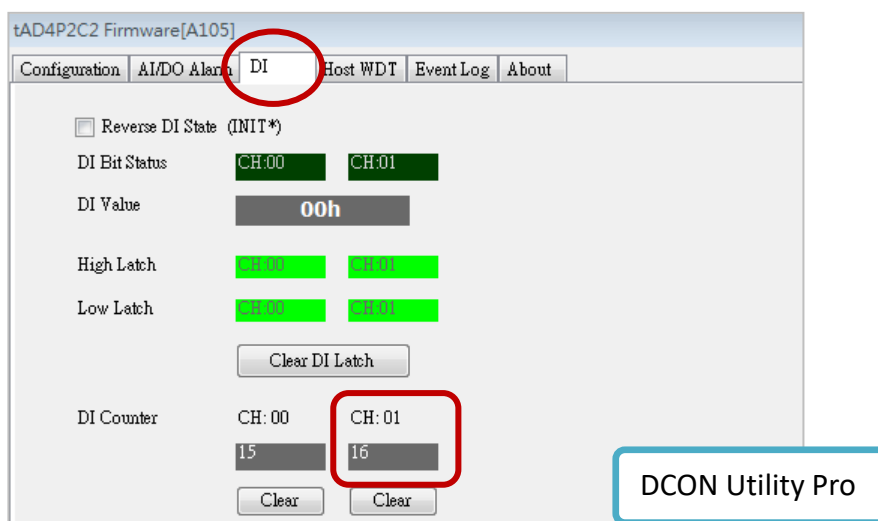 tAD4P2C2 Firmware[A105]
Configuration AI/DO Alarm DI Host WDT Event Log About
Reverse DI State (INIT*)
DI Bit Status CH:00 CH:01
DI Value 00h
High Latch CH:00 CH:01
Low Latch CH:00 CH:01
Clear DI Latch
DI Counter CH: 00 CH: 01
15 16
Clear Clear
DCON Utility Pro